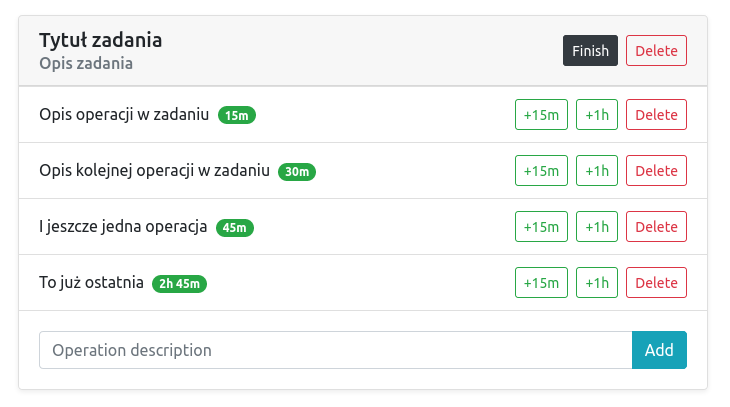 Tytuł zadania
Finish Delete
Opis zadania
Opis operacji w zadaniu 15m +15m +1h Delete
Opis kolejnej operacji w zadaniu 30m +15m +1h Delete
I jeszcze jedna operacja 45m +15m +1h Delete
To już ostatnia 2h 45m +15m +1h Delete
Operation description Add